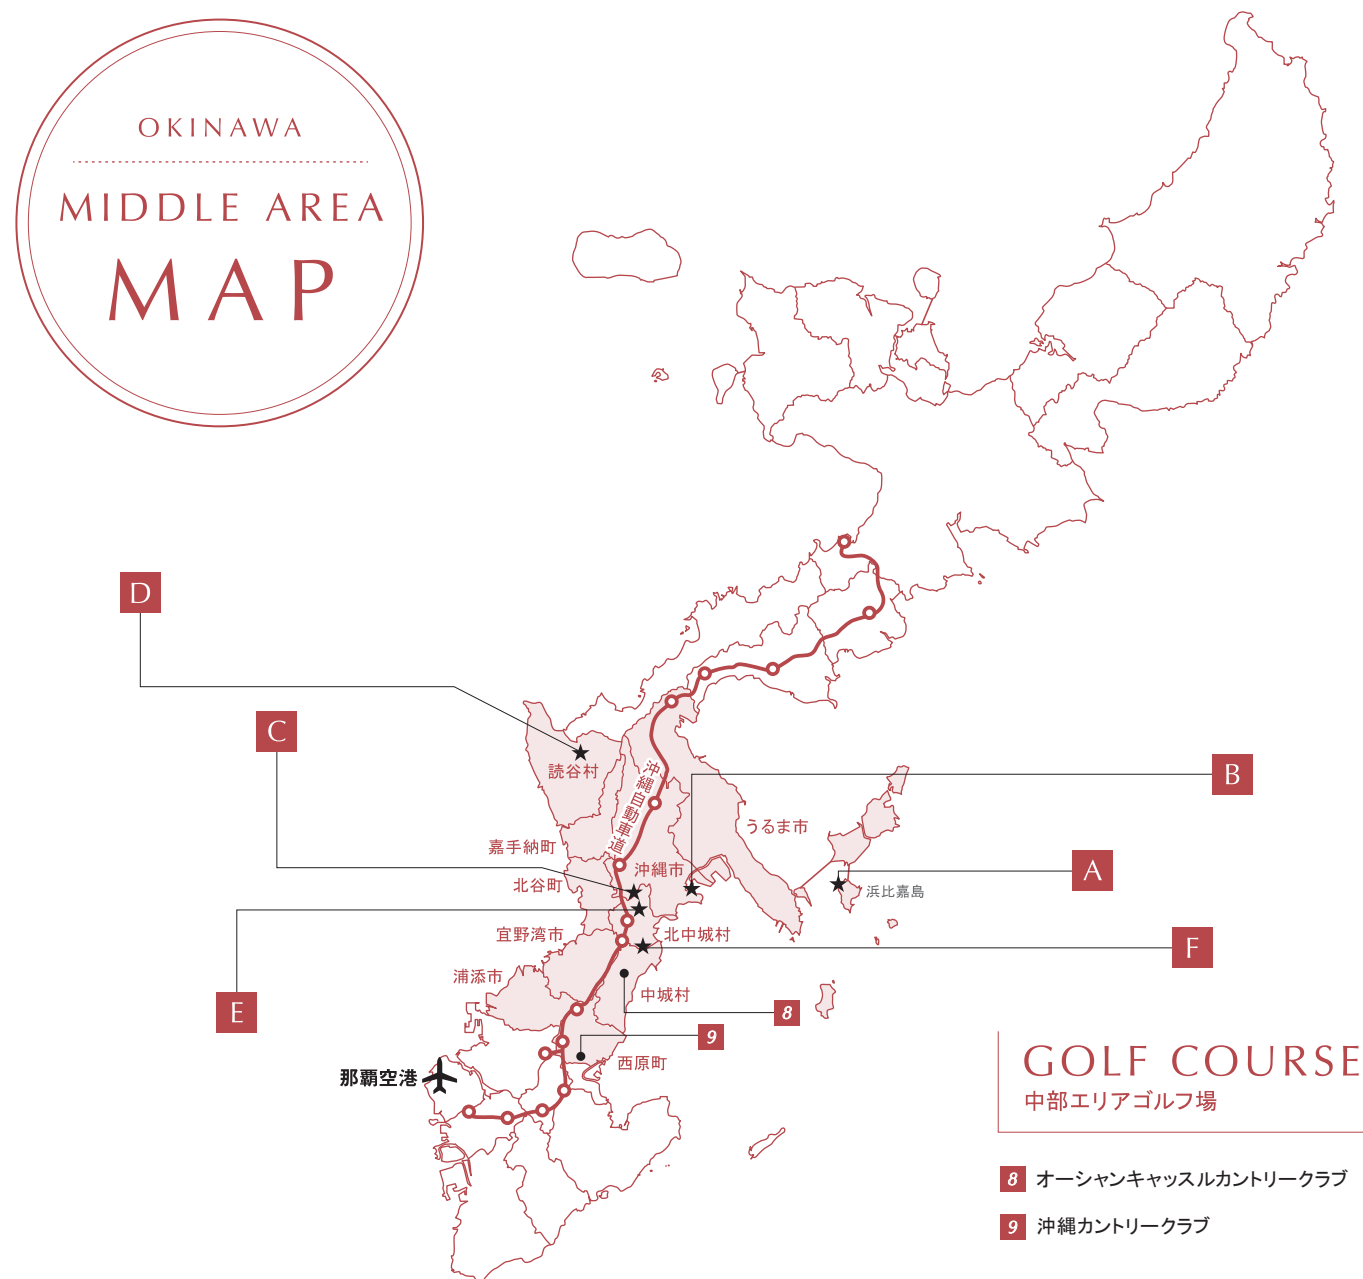 OKINAWA
MIDDLE AREA
MAP
D
C
読谷村
沖縄自動車道
B
うるま市
嘉手納町
沖縄市
A
北谷町
浜比嘉島
宜野湾市
北中城村
F
浦添市
中城村
E
8
9
西原町
那覇空港
GOLF COURSE
中部エリアゴルフ場
8 オーシャンキャッスルカントリークラブ
9 沖縄カントリークラブ